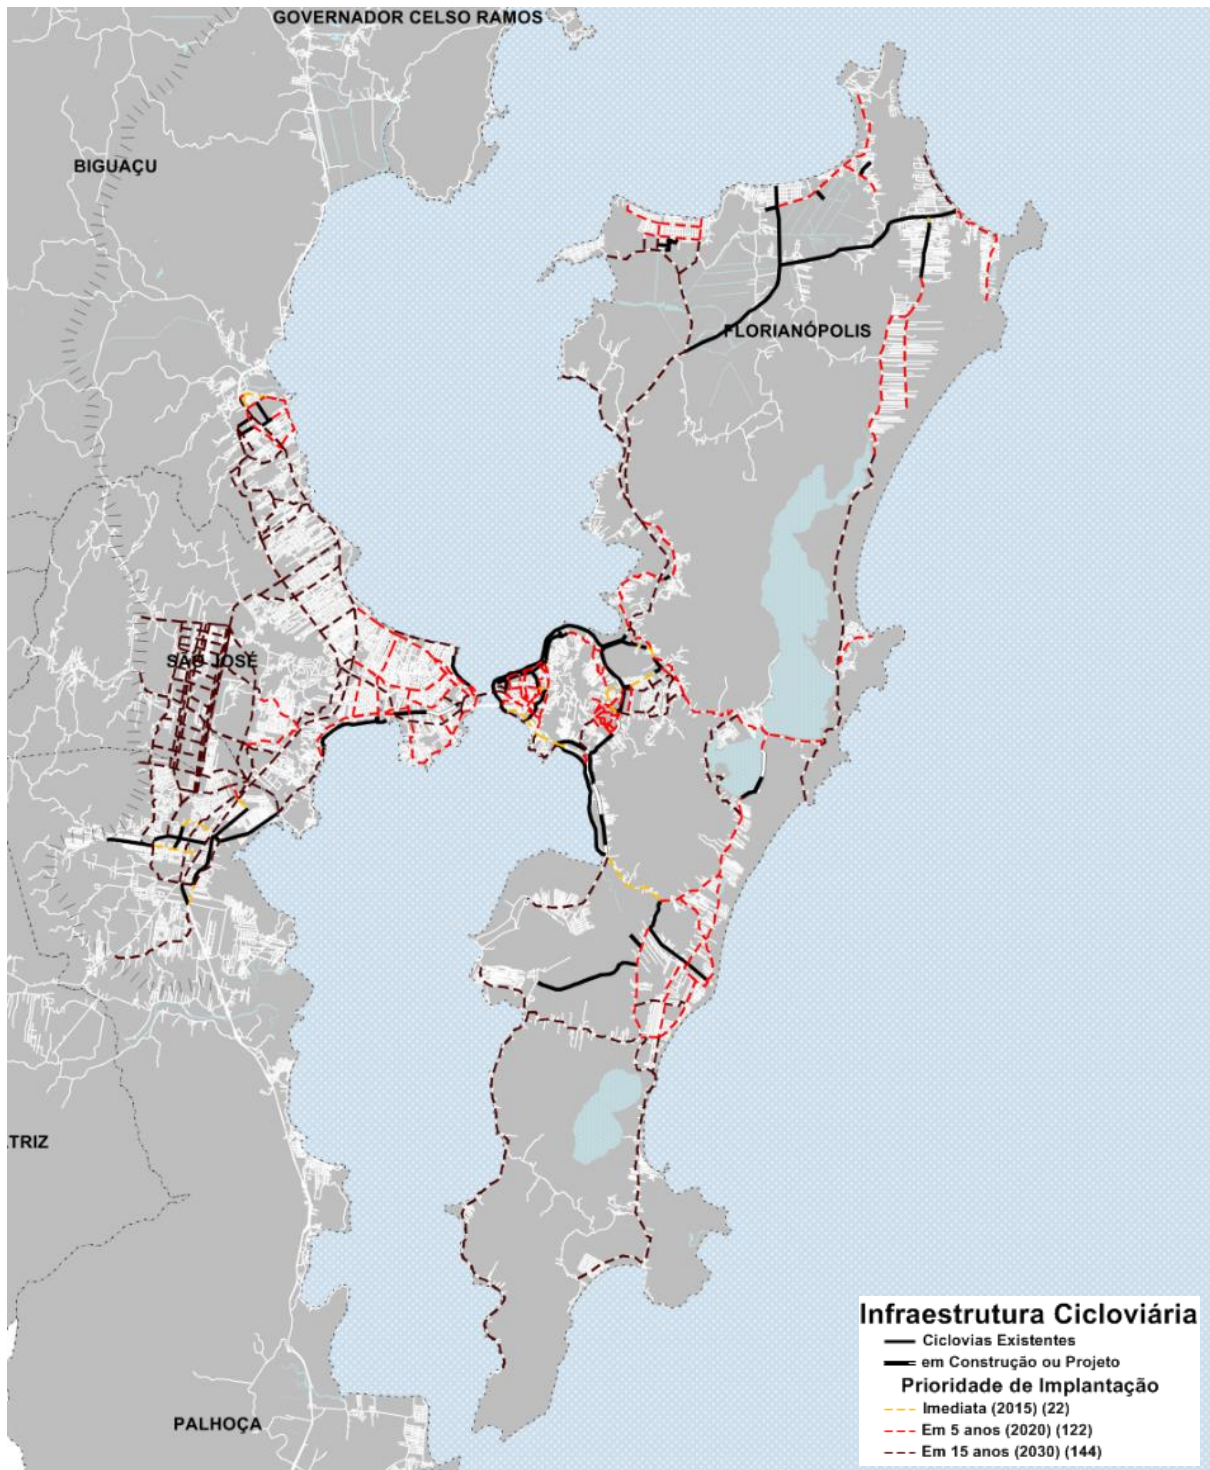 GOVERNADOR CELSO RAMOS
BIGUAÇU
FLORIANÓPOLIS
SÃO JOSÉ
TRIZ
PALHOÇA
Infraestrutura Cicloviária
Ciclovias Existentes
em Construção ou Projeto
Prioridade de Implantação
Imediata (2015) (22)
Em 5 anos (2020) (122)
Em 15 anos (2030) (144)